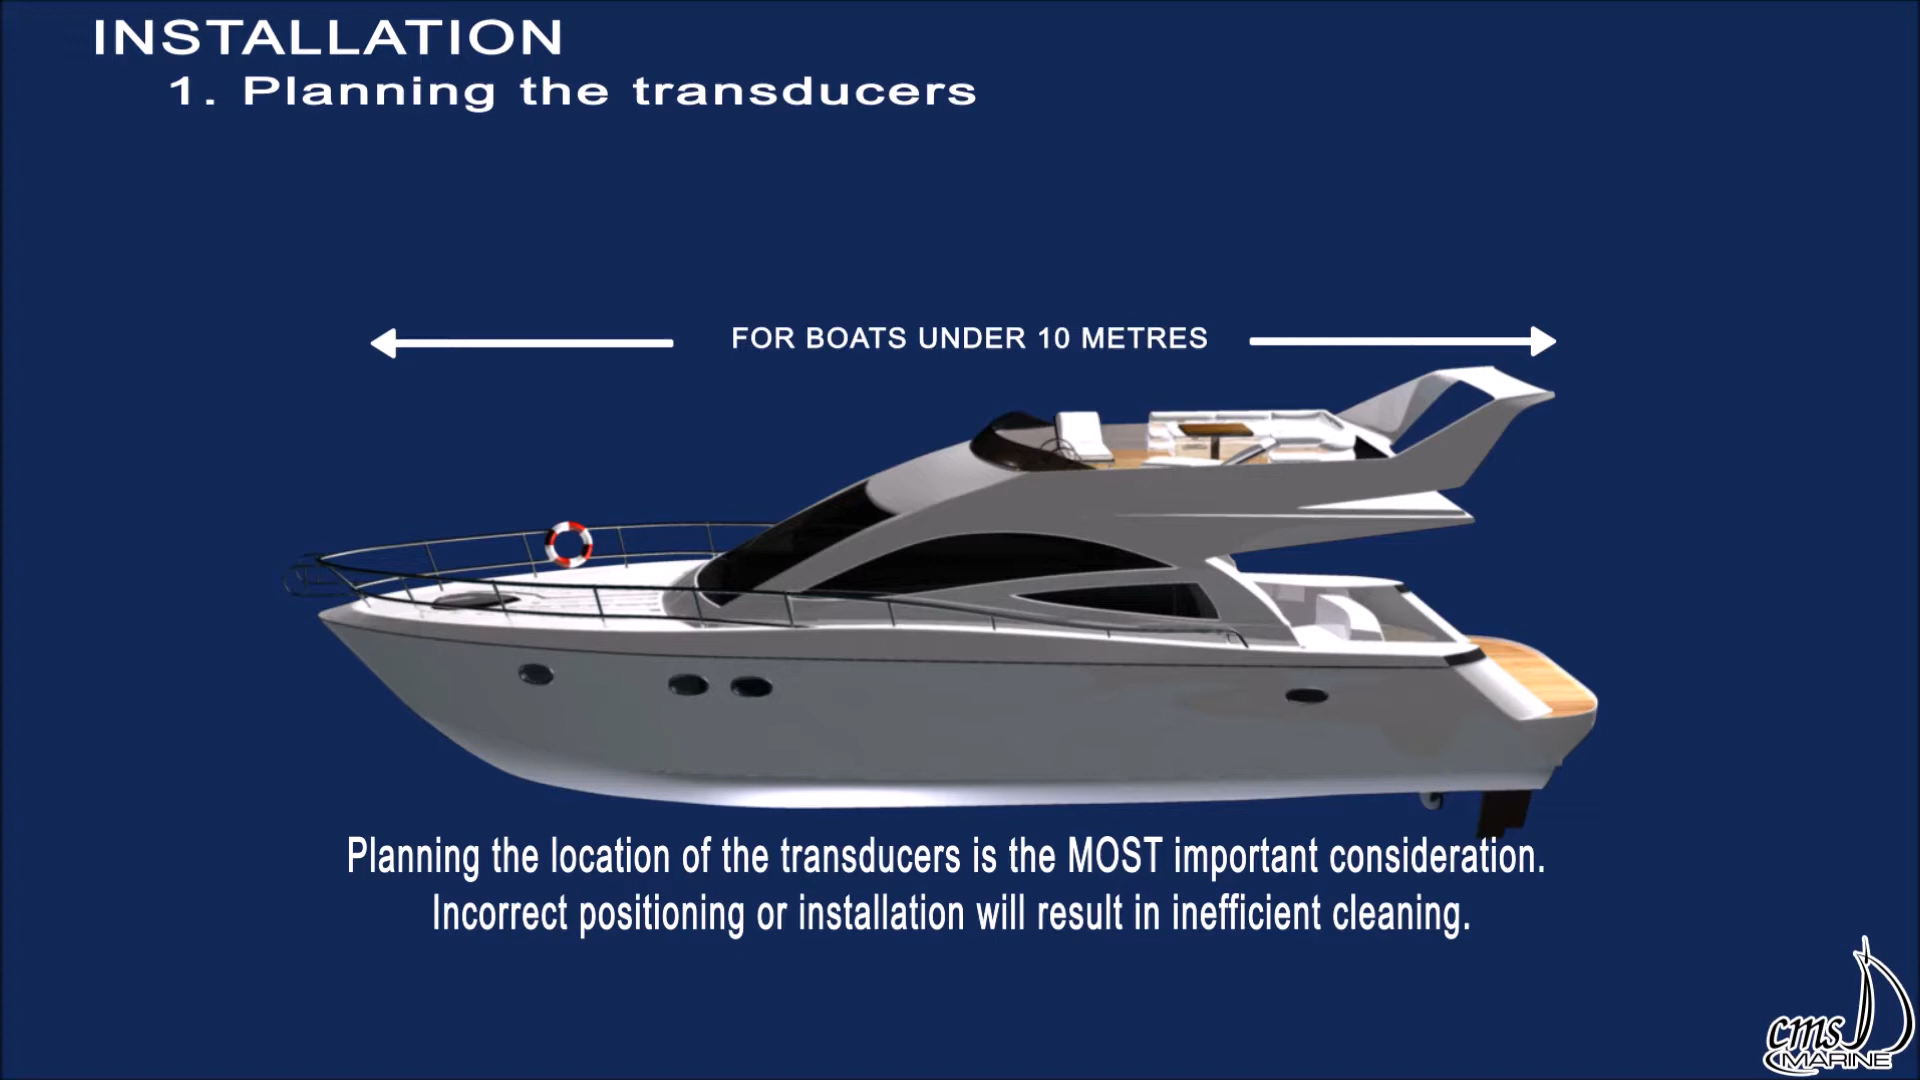 INSTALLATION
1. Planning the transducers
FOR BOATS UNDER 10 METRES
Planning the location of the transducers is the MOST important consideration.
Incorrect positioning or installation will result in inefficient cleaning.
cms
MARINE